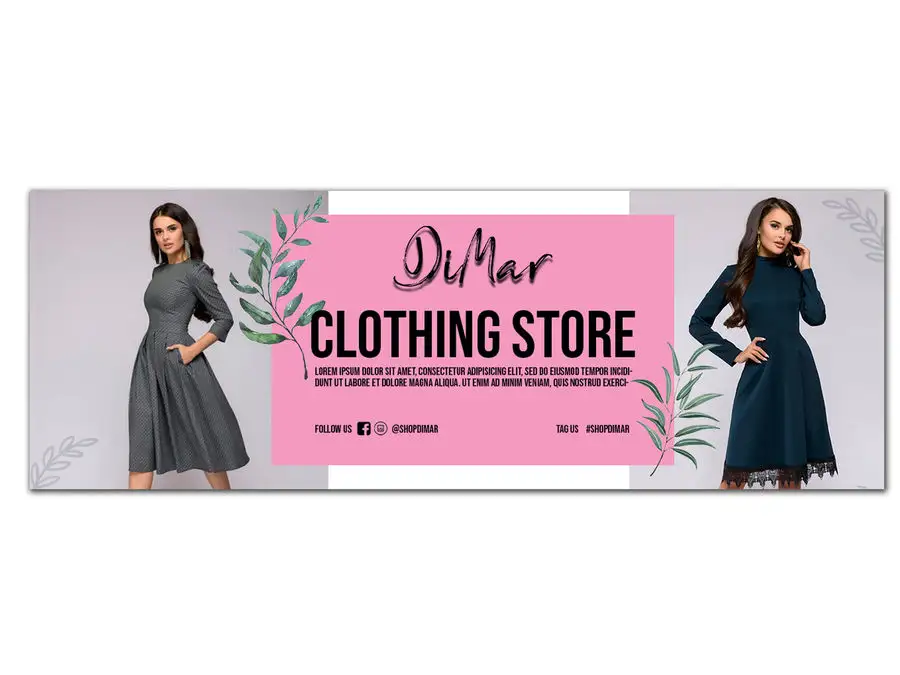 DiMar
CLOTHING STORE
LOREM IPSUM DOLOR SIT AMET, CONSECTETUR ADIPISICING ELIT, SED DO EIUSMOD TEMPOR INCIDI-
DUNT UT LABORE ET DOLORE MAGNA ALIQUA. UT ENIM AD MINIM VENIAM, QUIS NOSTRUD EXERCI-
FOLLOW US @SHOPDIMAR TAG US #SHOPDIMAR